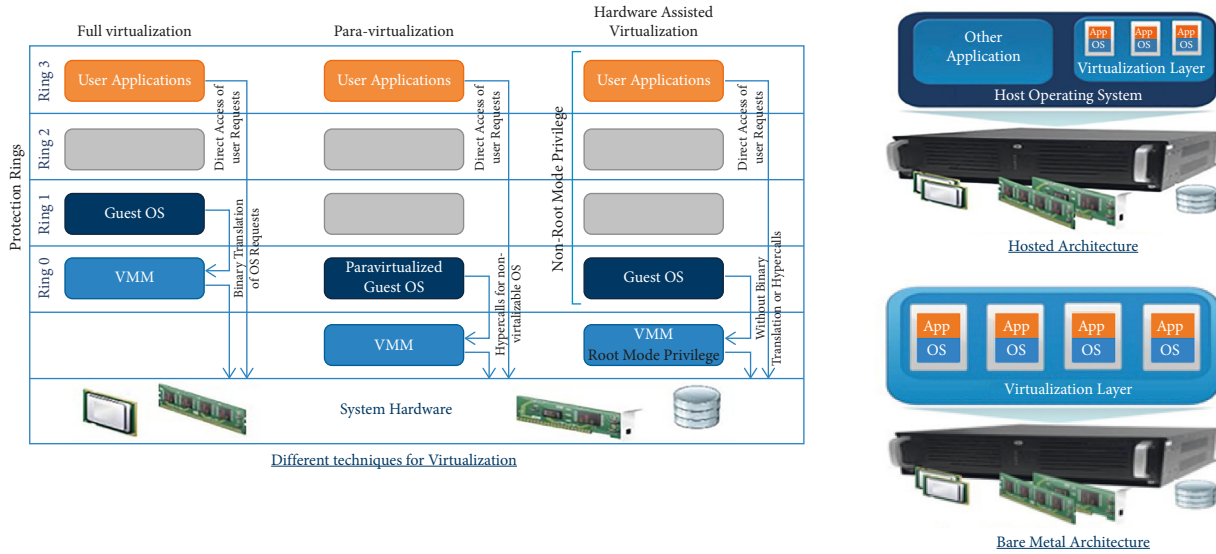 Full virtualization
Para-virtualization
Hardware Assisted
Virtualization
Protection Rings
Ring 3
User Applications
User Applications
User Applications
Direct Access of
user Requests
Direct Access of
user Requests
Direct Access of
user Requests
Ring 2
Non-Root Mode Privilege
Ring 1
Guest OS
Binary Translation
of OS Requests
Ring 0
VMM
Paravirtualized
Guest OS
Guest OS
Hypercalls for non-
virtalizable OS
Without Binary
Translation or Hypercalls
VMM
VMM
Root Mode Privilege
System Hardware
Different techniques for Virtualization
Other
Application
App
OS
App
OS
App
OS
Virtualization Layer
Host Operating System
Hosted Architecture
App
OS
App
OS
App
OS
App
OS
Virtualization Layer
Bare Metal Architecture